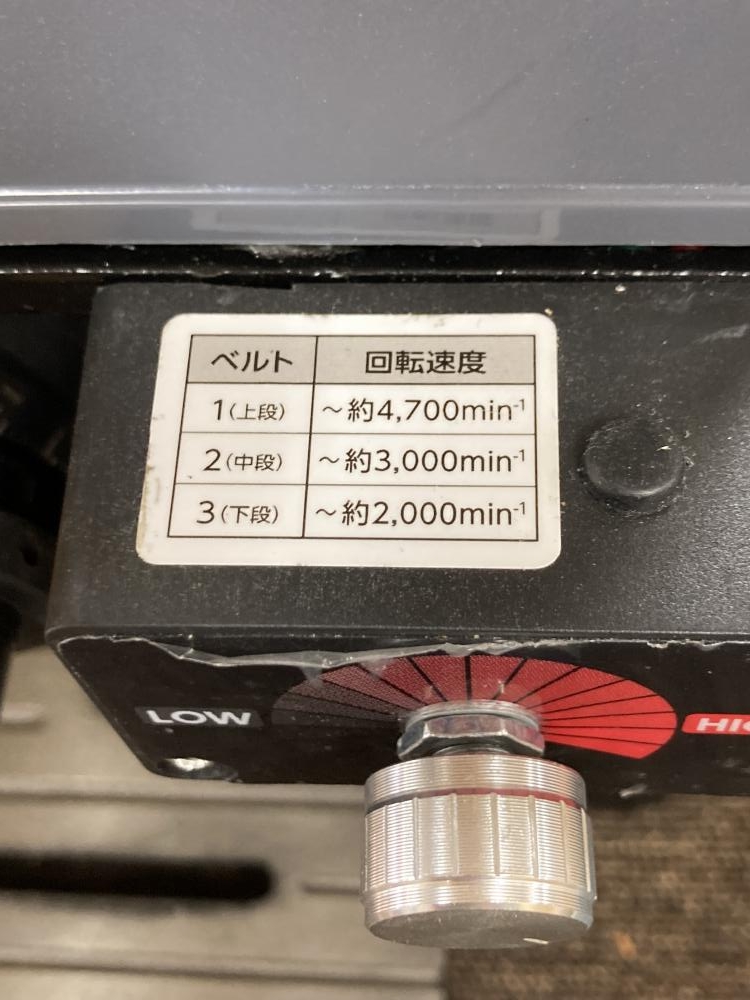 ベルト 回転速度
1(上段) ～約4,700min-1
2(中段) ～約3,000min-1
3(下段) ～約2,000min-1
LOW